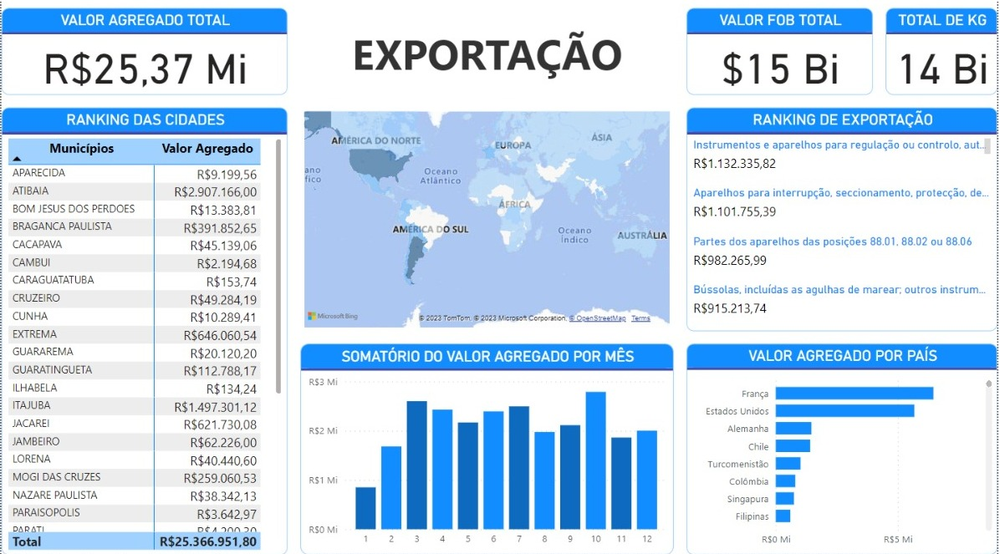 VALOR AGREGADO TOTAL
R$25,37 Mi
EXPORTAÇÃO
VALOR FOB TOTAL
$15 Bi
TOTAL DE KG
14 Bi
RANKING DAS CIDADES
Municípios Valor Agregado
APARECIDA R$9.199,56
ATIBAIA R$2.907.166,00
BOM JESUS DOS PERDOES R$13.383,81
BRAGANCA PAULISTA R$391.852,65
CACAPAVA R$45.139,06
CAMBUI R$2.194,68
CARAGUATATUBA R$153,74
CRUZEIRO R$49.284,19
CUNHA R$10.289,41
EXTREMA R$646.060,54
GUARAREMA R$20.120,20
GUARATINGUETA R$112.788,17
ILHABELA R$134,24
ITAJUBA R$1.497.301,12
JACAREI R$621.730,08
JAMBEIRO R$62.226,00
LORENA R$40.440,60
MOGI DAS CRUZES R$259.060,53
NAZARE PAULISTA R$38.342,13
PARAISOPOLIS R$3.642,97
PARATI R$4.200,30
Total R$25.366.951,80
AMÉRICA DO NORTE
EUROPA
ÁSIA
ano
fico
Oceano
Atlântico
ÁFRICA
AMÉRICA DO SUL
Oceano
Índico
AUSTRÁLIA
Microsoft Bing
© 2023 TomTom, © 2023 Microsoft Corporation, © OpenStreetMap Terms
RANKING DE EXPORTAÇÃO
Instrumentos e aparelhos para regulação ou controlo, aut...
R$1.132.335,82
Aparelhos para interrupção, seccionamento, protecção, de...
R$1.101.755,39
Partes dos aparelhos das posições 88.01, 88.02 ou 88.06
R$982.265,99
Bússolas, incluídas as agulhas de marear; outros instrum...
R$915.213,74
SOMATÓRIO DO VALOR AGREGADO POR MÊS
R$3 Mi
R$2 Mi
R$1 Mi
R$0 Mi
1 2 3 4 5 6 7 8 9 10 11 12
VALOR AGREGADO POR PAÍS
França
Estados Unidos
Alemanha
Chile
Turcomenistão
Colômbia
Singapura
Filipinas
R$0 Mi R$5 Mi